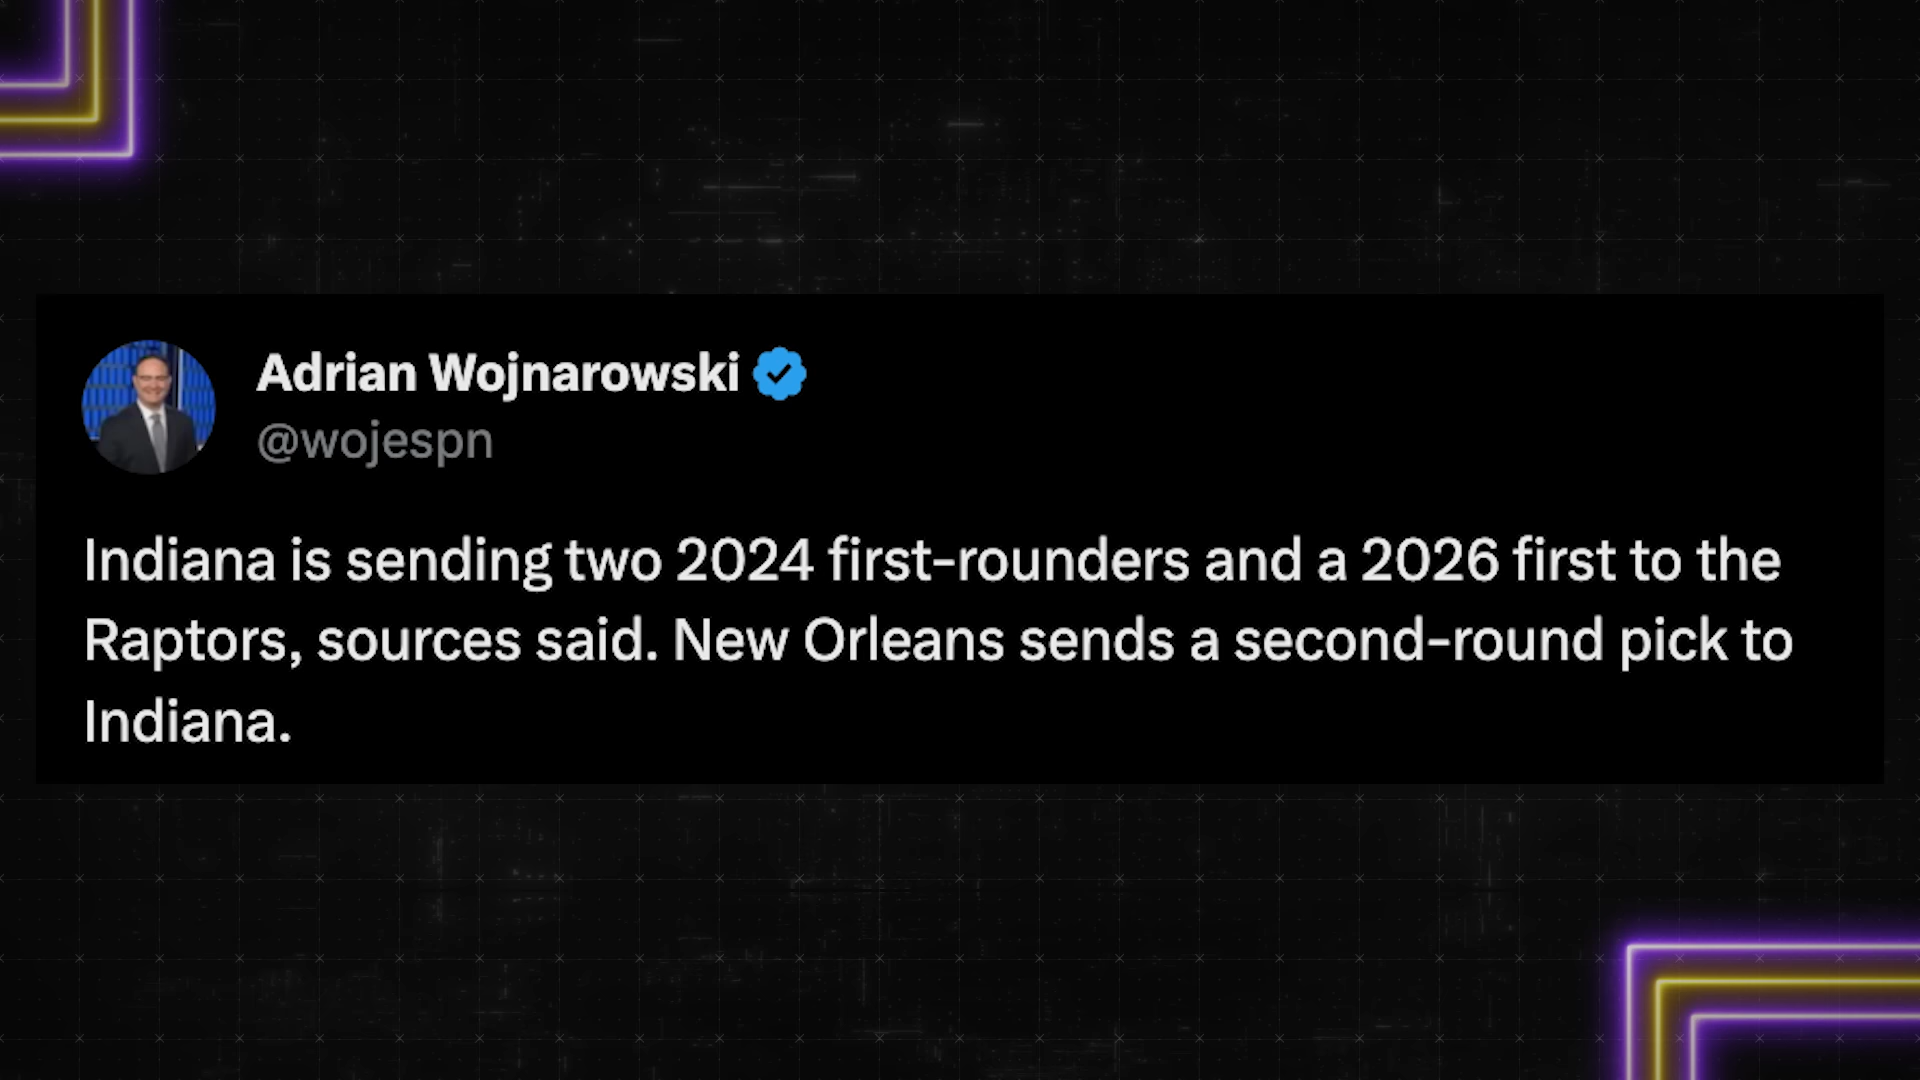 Adrian Wojnarowski
@wojespn
Indiana is sending two 2024 first-rounders and a 2026 first to the
Raptors, sources said. New Orleans sends a second-round pick to
Indiana.